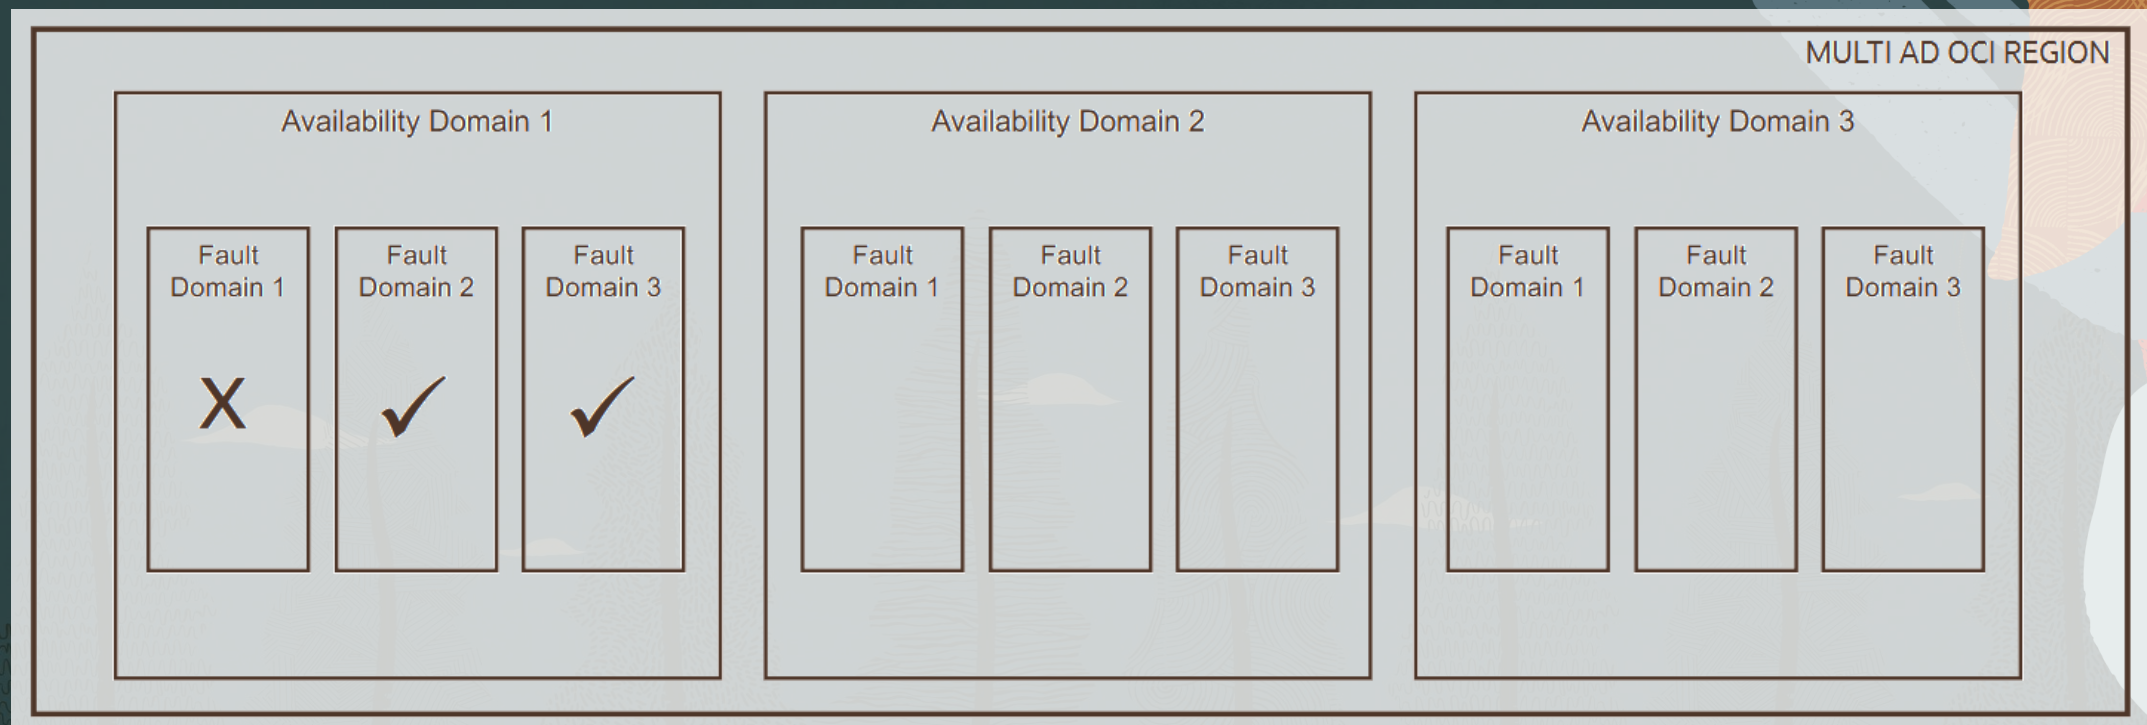 MULTI AD OCI REGION
Availability Domain 1
Fault
Domain 1
X
Fault
Domain 2
✓
Fault
Domain 3
✓
Availability Domain 2
Fault
Domain 1
Fault
Domain 2
Fault
Domain 3
Availability Domain 3
Fault
Domain 1
Fault
Domain 2
Fault
Domain 3